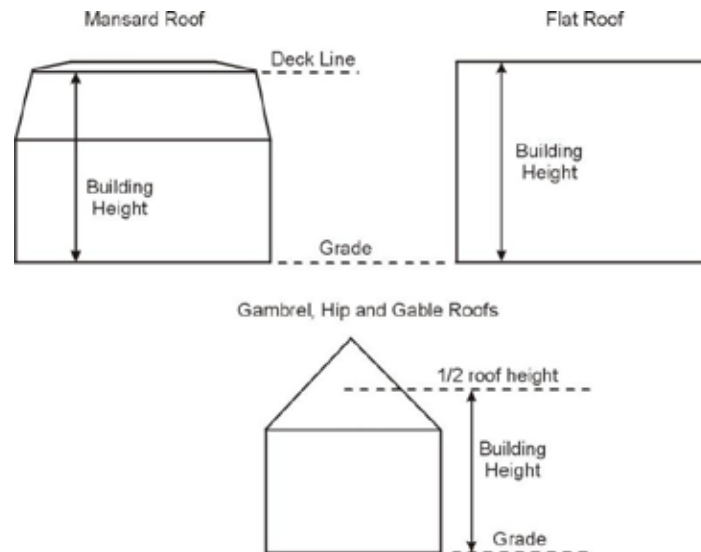 Mansard Roof
Flat Roof
Deck Line
Building
Height
Building
Height
Grade
Gambrel, Hip and Gable Roofs
1/2 roof height
Building
Height
Grade